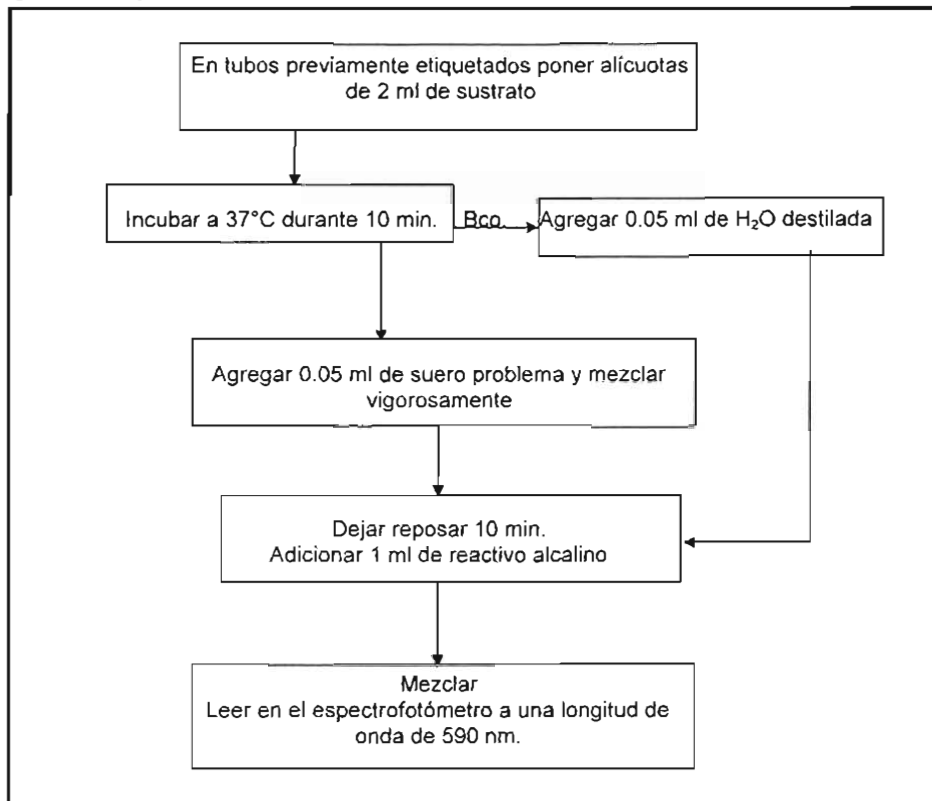 En tubos previamente etiquetados poner alícuotas
de 2 ml de sustrato
Incubar a 37°C durante 10 min.
Bco.
Agregar 0.05 ml de H₂O destilada
Agregar 0.05 ml de suero problema y mezclar
vigorosamente
Dejar reposar 10 min.
Adicionar 1 ml de reactivo alcalino
Mezclar
Leer en el espectrofotómetro a una longitud de
onda de 590 nm.